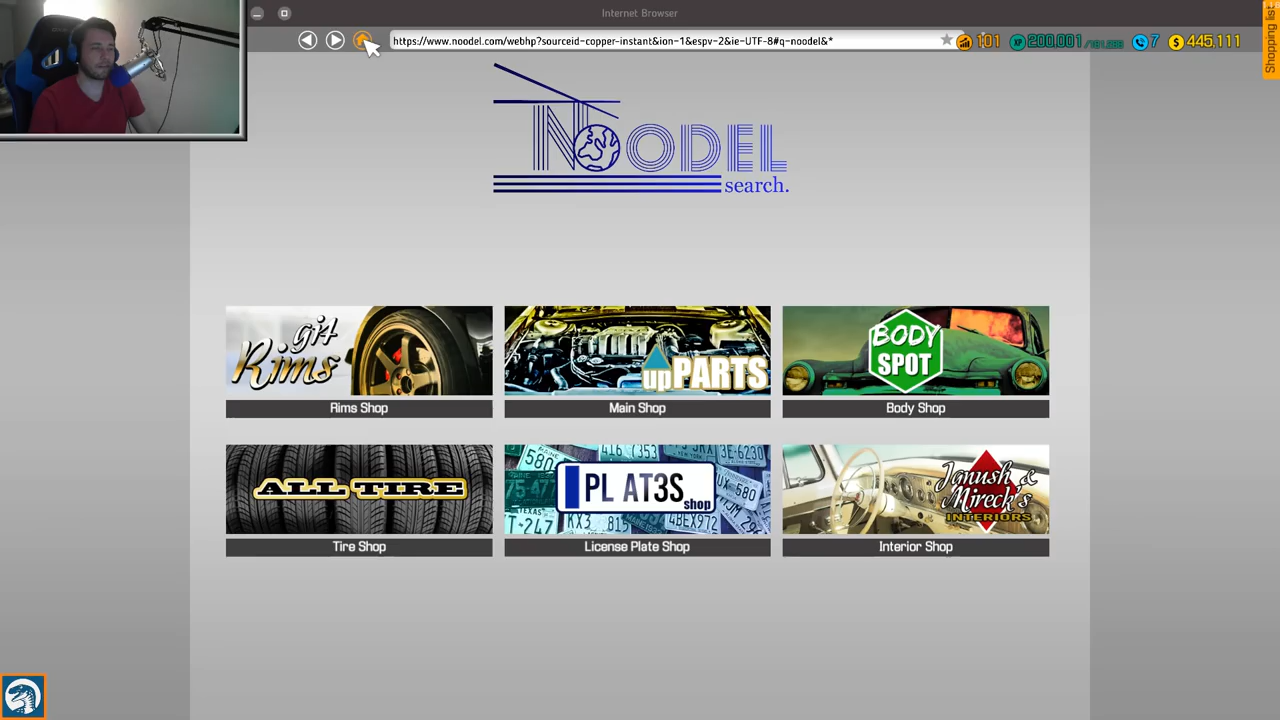 Internet Browser
https://www.noodel.com/webhp?sourceid-copper-instant&ion-1&espv-2&ie-UTF-8#q-noodel&*
101
XP 200.001
7
$ 445.111
Shopping list
NOODEL
search.
git
Rims
upPARTS
BODY
SPOT
Rims Shop
Main Shop
Body Shop
ALL TIRE
PL AT3S
shop
Janush &
Mireck's
INTERIORS
Tire Shop
License Plate Shop
Interior Shop